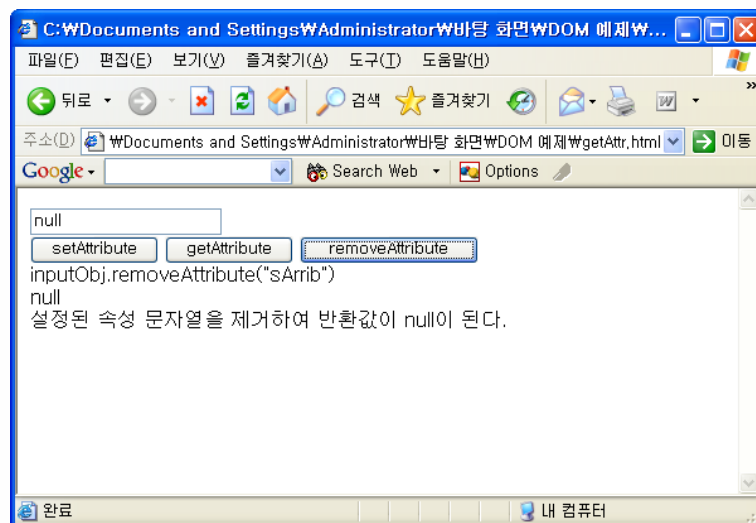 C:₩Documents and Settings₩Administrator₩바탕 화면₩DOM 예제₩...
파일(F) 편집(E) 보기(V) 즐겨찾기(A) 도구(T) 도움말(H)
뒤로 검색 즐겨찾기 W »
주소(D) ₩Documents and Settings₩Administrator₩바탕 화면₩DOM 예제₩getAttr.html 이동
Google Search Web Options
null
setAttribute getAttribute removeAttribute
inputObj.removeAttribute("sArrib")
null
설정된 속성 문자열을 제거하여 반환값이 null이 된다.
완료 내 컴퓨터